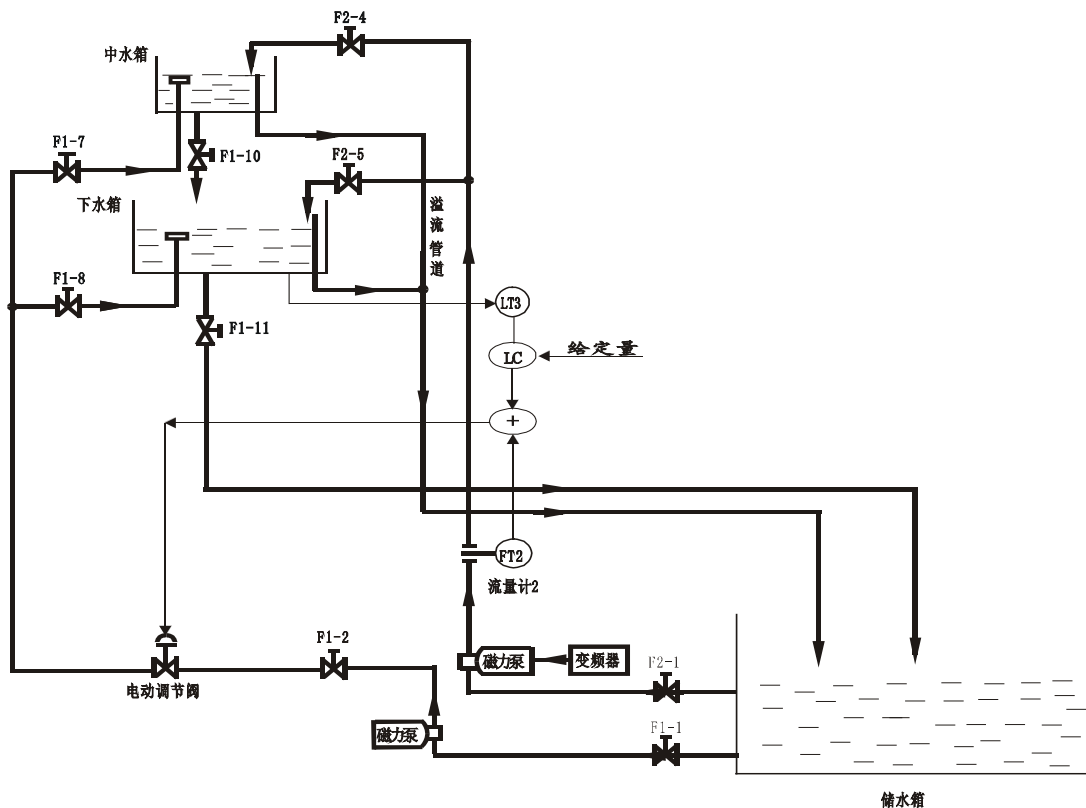 F2-4
中水箱
F1-7
F1-10
F2-5
下水箱
溢流管道
F1-8
LT3
F1-11
LC
给定量
+
FT2
流量计2
F1-2
磁力泵
变频器
F2-1
电动调节阀
磁力泵
F1-1
储水箱